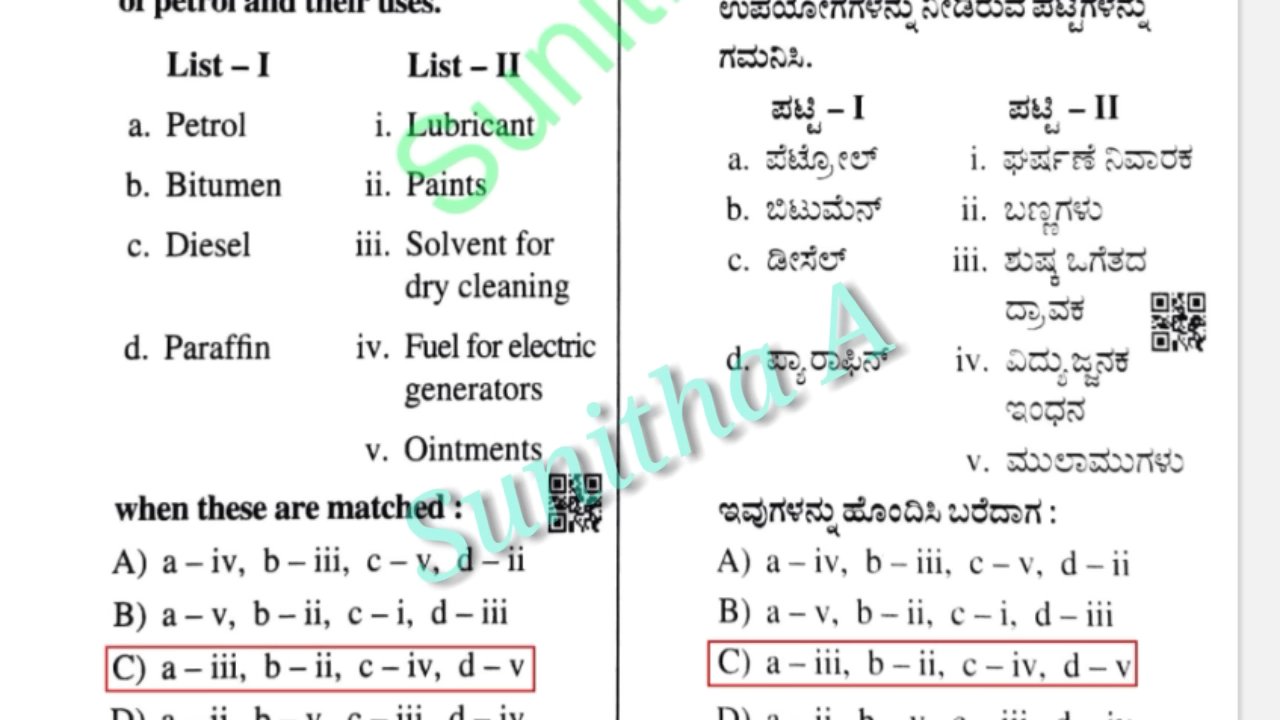 of petrol and their uses.
List – I List – II
a. Petrol i. Lubricant
b. Bitumen ii. Paints
c. Diesel iii. Solvent for
dry cleaning
d. Paraffin iv. Fuel for electric
generators
v. Ointments
when these are matched :
A) a – iv, b – iii, c – v, d – ii
B) a – v, b – ii, c – i, d – iii
C) a – iii, b – ii, c – iv, d – v
D) a – ii, b – v, c – iii, d – iv
ಉಪಯೋಗಗಳನ್ನು ನೀಡಿರುವ ಪಟ್ಟಿಗಳನ್ನು
ಗಮನಿಸಿ.
ಪಟ್ಟಿ – I ಪಟ್ಟಿ – II
a. ಪೆಟ್ರೋಲ್ i. ಘರ್ಷಣೆ ನಿವಾರಕ
b. ಬಿಟುಮೆನ್ ii. ಬಣ್ಣಗಳು
c. ಡೀಸೆಲ್ iii. ಶುಷ್ಕ ಒಗೆತದ
ದ್ರಾವಕ
d. ಪ್ಯಾರಾಫಿನ್ iv. ವಿದ್ಯುಜ್ಜನಕ
ಇಂಧನ
v. ಮುಲಾಮುಗಳು
ಇವುಗಳನ್ನು ಹೊಂದಿಸಿ ಬರೆದಾಗ :
A) a – iv, b – iii, c – v, d – ii
B) a – v, b – ii, c – i, d – iii
C) a – iii, b – ii, c – iv, d – v
Sunitha A